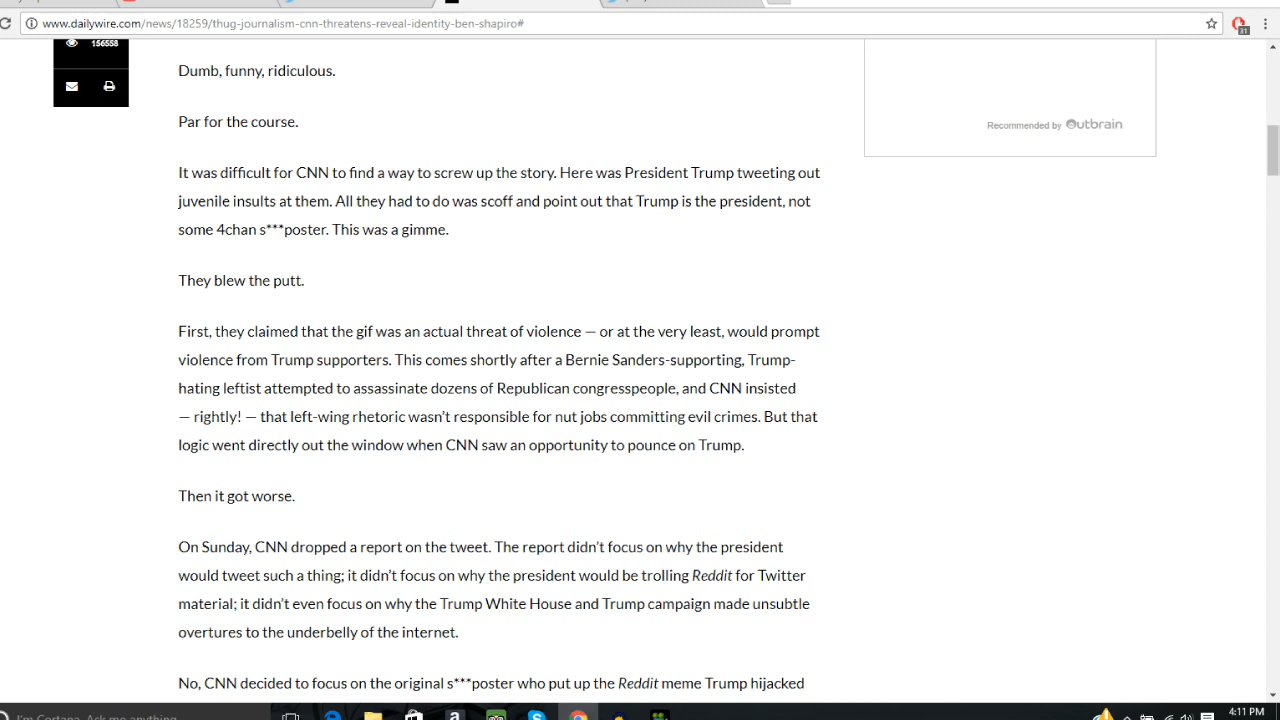 www.dailywire.com/news/18259/thug-journalism-cnn-threatens-reveal-identity-ben-shapiro#
31
156558
Dumb, funny, ridiculous.
Recommended by Outbrain
Par for the course.
It was difficult for CNN to find a way to screw up the story. Here was President Trump tweeting out
juvenile insults at them. All they had to do was scoff and point out that Trump is the president, not
some 4chan s***poster. This was a gimme.
They blew the putt.
First, they claimed that the gif was an actual threat of violence — or at the very least, would prompt
violence from Trump supporters. This comes shortly after a Bernie Sanders-supporting, Trump-
hating leftist attempted to assassinate dozens of Republican congresspeople, and CNN insisted
— rightly! — that left-wing rhetoric wasn’t responsible for nut jobs committing evil crimes. But that
logic went directly out the window when CNN saw an opportunity to pounce on Trump.
Then it got worse.
On Sunday, CNN dropped a report on the tweet. The report didn’t focus on why the president
would tweet such a thing; it didn’t focus on why the president would be trolling Reddit for Twitter
material; it didn’t even focus on why the Trump White House and Trump campaign made unsubtle
overtures to the underbelly of the internet.
No, CNN decided to focus on the original s***poster who put up the Reddit meme Trump hijacked
I'm Cortana. Ask me anything.
4:11 PM